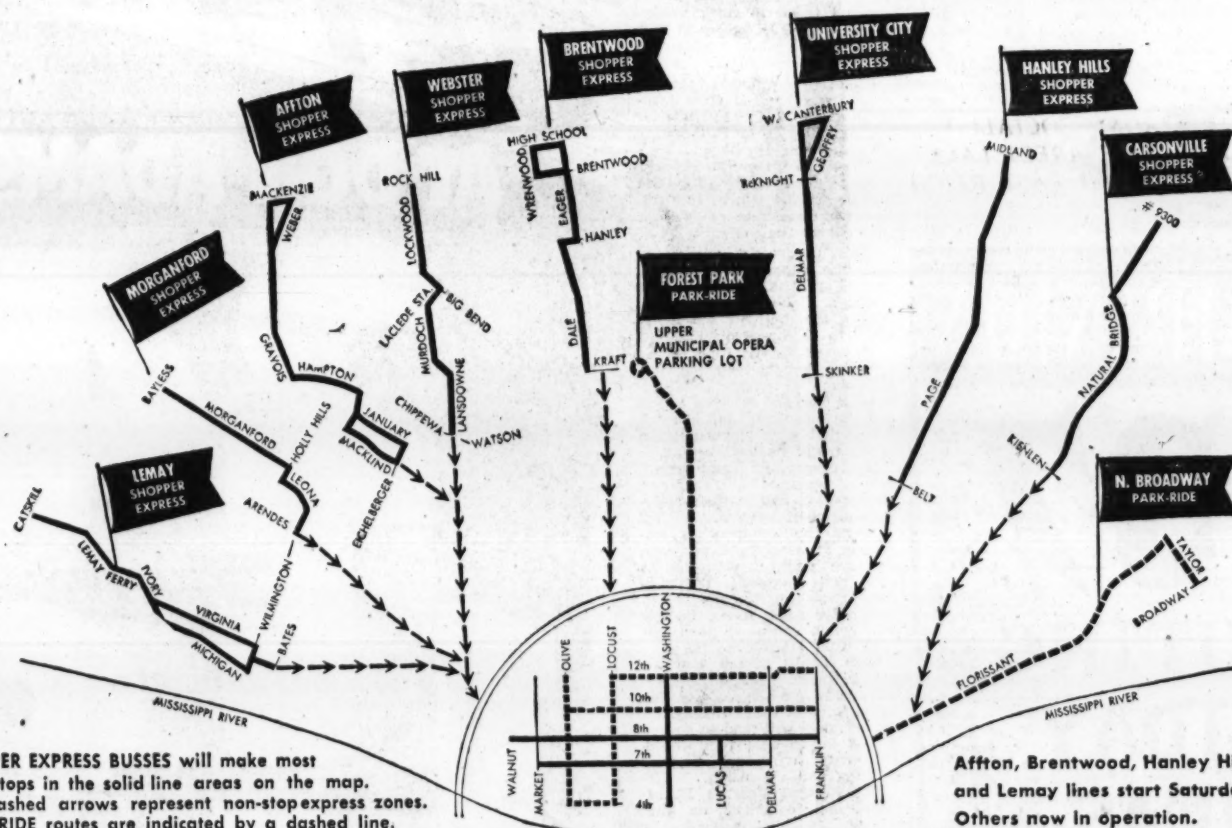 UNIVERSITY CITY
SHOPPER
EXPRESS
BRENTWOOD
SHOPPER
EXPRESS
HANLEY HILLS
SHOPPER
EXPRESS
WEBSTER
SHOPPER
EXPRESS
AFFTON
SHOPPER
EXPRESS
CARSONVILLE
SHOPPER
EXPRESS
MORGANFORD
SHOPPER
EXPRESS
FOREST PARK
PARK-RIDE
UPPER
MUNICIPAL OPERA
PARKING LOT
LEMAY
SHOPPER
EXPRESS
N. BROADWAY
PARK-RIDE
MACKENZIE
WEBER
GRAVOIS
HAMPTON
JANUARY
MACKLIND
EICHELBERGER
ROCK HILL
LOCKWOOD
LACLEDE STA.
BIG BEND
MURDOCH
LANSDOWNE
CHIPPEWA
WATSON
HIGH SCHOOL
WRENWOOD
BRENTWOOD
EAGER
HANLEY
DALE
KRAFT
W. CANTERBURY
GEOFFRY
McKNIGHT
DELMAR
SKINKER
MIDLAND
PAGE
BELT
# 9300
NATURAL BRIDGE
KIENLEN
TAYLOR
BROADWAY
FLORISSANT
BAYLESS
MORGANFORD
HOLLY HILLS
LEONA
ARENDES
WILMINGTON
CATSKILL
LEMAY FERRY
IVORY
VIRGINIA
MICHIGAN
BATES
MISSISSIPPI RIVER
MISSISSIPPI RIVER
OLIVE
LOCUST
WASHINGTON
12th
10th
8th
7th
4th
WALNUT
MARKET
LUCAS
DELMAR
FRANKLIN
ER EXPRESS BUSSES will make most
tops in the solid line areas on the map.
ashed arrows represent non-stop express zones.
RIDE routes are indicated by a dashed line.
Affton, Brentwood, Hanley H
and Lemay lines start Saturd
Others now in operation.